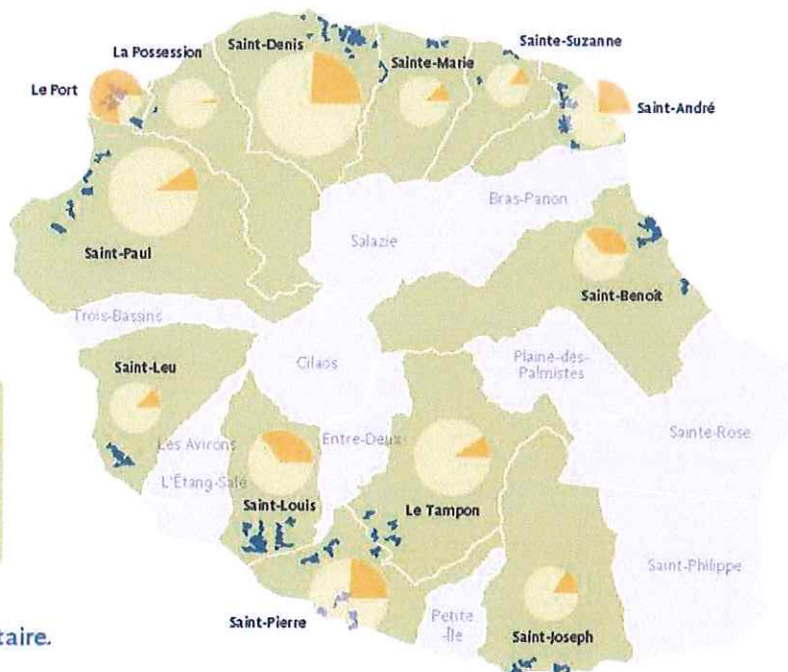 Saint-Denis
Sainte-Suzanne
La Possession
Sainte-Marie
Le Port
Saint-André
Bras-Panon
Salazie
Saint-Paul
Saint-Benoît
Trois-Bassins
Cilaos
Plaine-des-
Palmistes
Saint-Leu
Sainte-Rose
Les Avirons
Entre-Deux
L'Étang-Salé
Saint-Louis
Le Tampon
Saint-Philippe
Saint-Pierre
Petite
-Île
Saint-Joseph
taire.